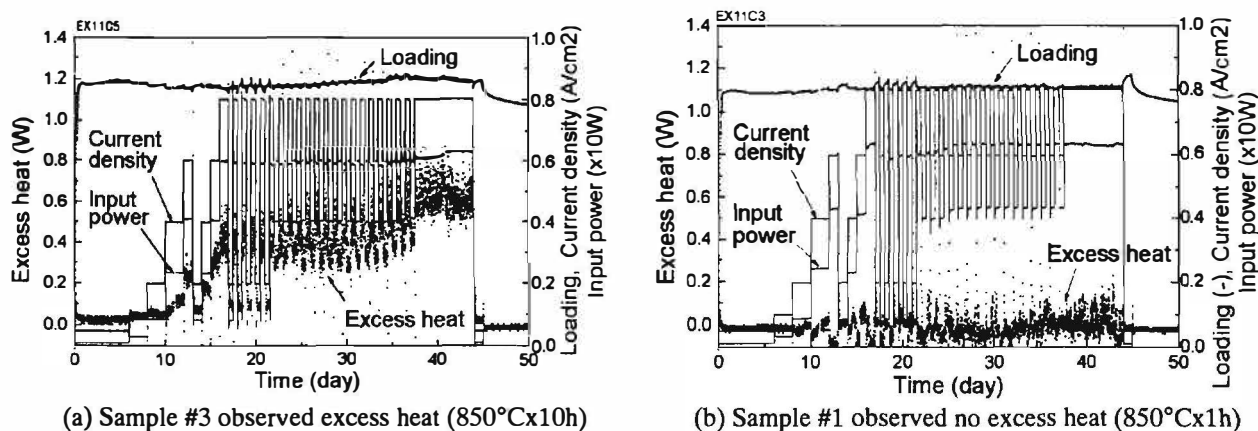 EX11C5
1.4
1.2
1.0
0.8
0.6
0.4
0.2
0.0
Excess heat (W)
Loading
Current
density
Input
power
Excess heat
1.0
0.8
0.6
0.4
0.2
0.0
Loading, Current density (A/cm2)
Input power (x10W)
0
10
20
30
40
50
Time (day)
(a) Sample #3 observed excess heat (850°Cx10h)
EX11C3
1.4
1.2
1.0
0.8
0.6
0.4
0.2
0.0
Excess heat (W)
Loading
Current
density
Input
power
Excess heat
1.0
0.8
0.6
0.4
0.2
0.0
Loading (-), Current density (A/cm2)
Input power (x10W)
0
10
20
30
40
50
Time (day)
(b) Sample #1 observed no excess heat (850°Cx1h)